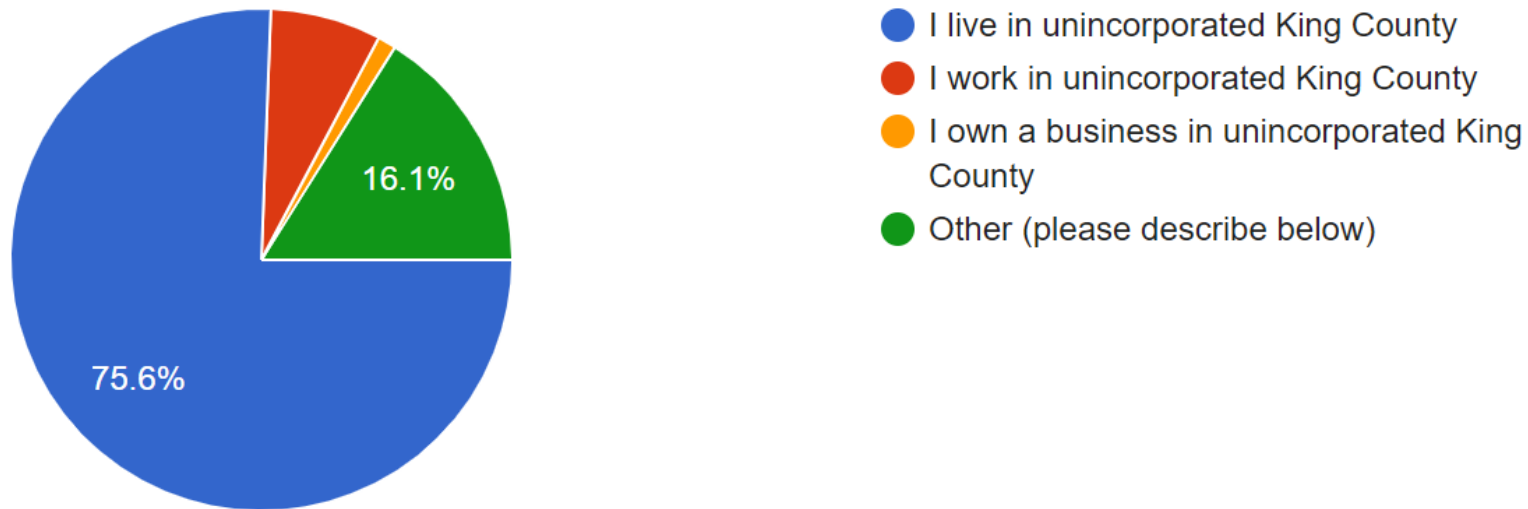 I live in unincorporated King County
I work in unincorporated King County
I own a business in unincorporated King
County
Other (please describe below)
16.1%
75.6%